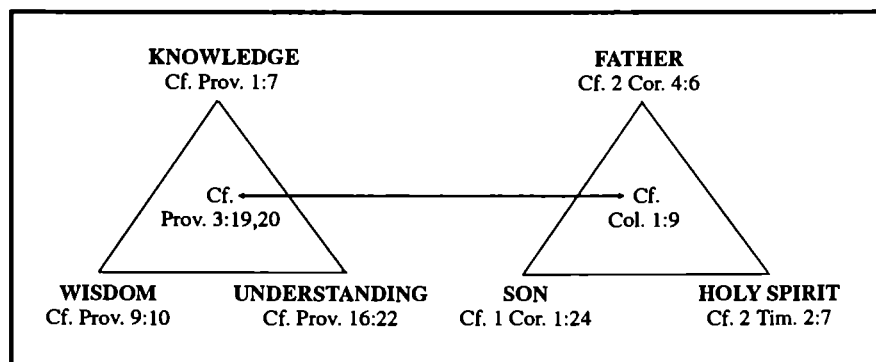 KNOWLEDGE
Cf. Prov. 1:7
FATHER
Cf. 2 Cor. 4:6
Cf.
Prov. 3:19,20
Cf.
Col. 1:9
WISDOM
Cf. Prov. 9:10
UNDERSTANDING
Cf. Prov. 16:22
SON
Cf. 1 Cor. 1:24
HOLY SPIRIT
Cf. 2 Tim. 2:7